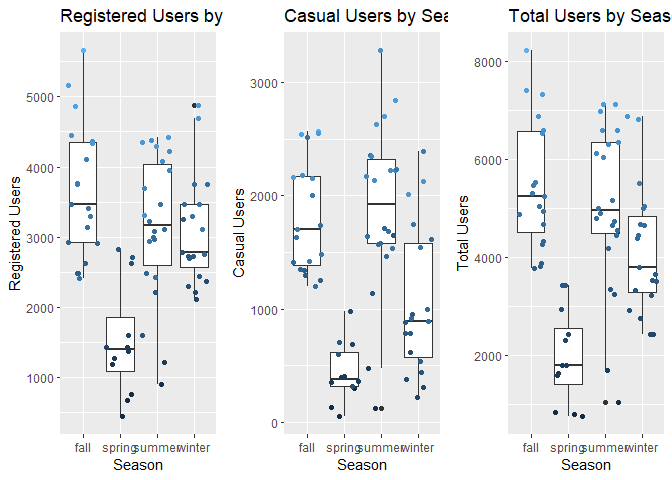 Registered Users by
Registered Users
5000
4000
3000
2000
1000
fall
spring
summer
winter
Season
Casual Users by Sea
Casual Users
3000
2000
1000
0
fall
spring
summer
winter
Season
Total Users by Seas
Total Users
8000
6000
4000
2000
fall
spring
summer
winter
Season